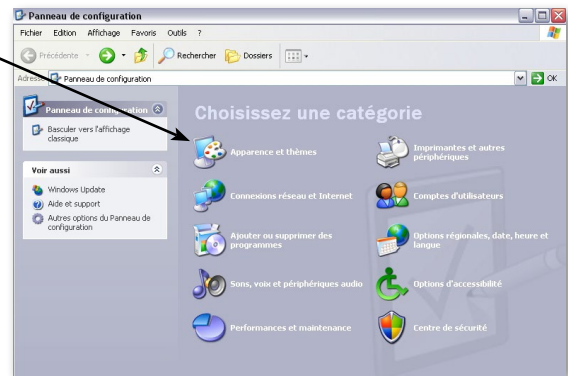 Panneau de configuration
Fichier Edition Affichage Favoris Outils ?
Précédente Rechercher Dossiers
Adresse Panneau de configuration OK
Panneau de configuration
Basculer vers l'affichage
classique
Voir aussi
Windows Update
Aide et support
Autres options du Panneau de
configuration
Choisissez une catégorie
Apparence et thèmes
Imprimantes et autres
périphériques
Connexions réseau et Internet
Comptes d'utilisateurs
Ajouter ou supprimer des
programmes
Options régionales, date, heure et
langue
Sons, voix et périphériques audio
Options d'accessibilité
Performances et maintenance
Centre de sécurité